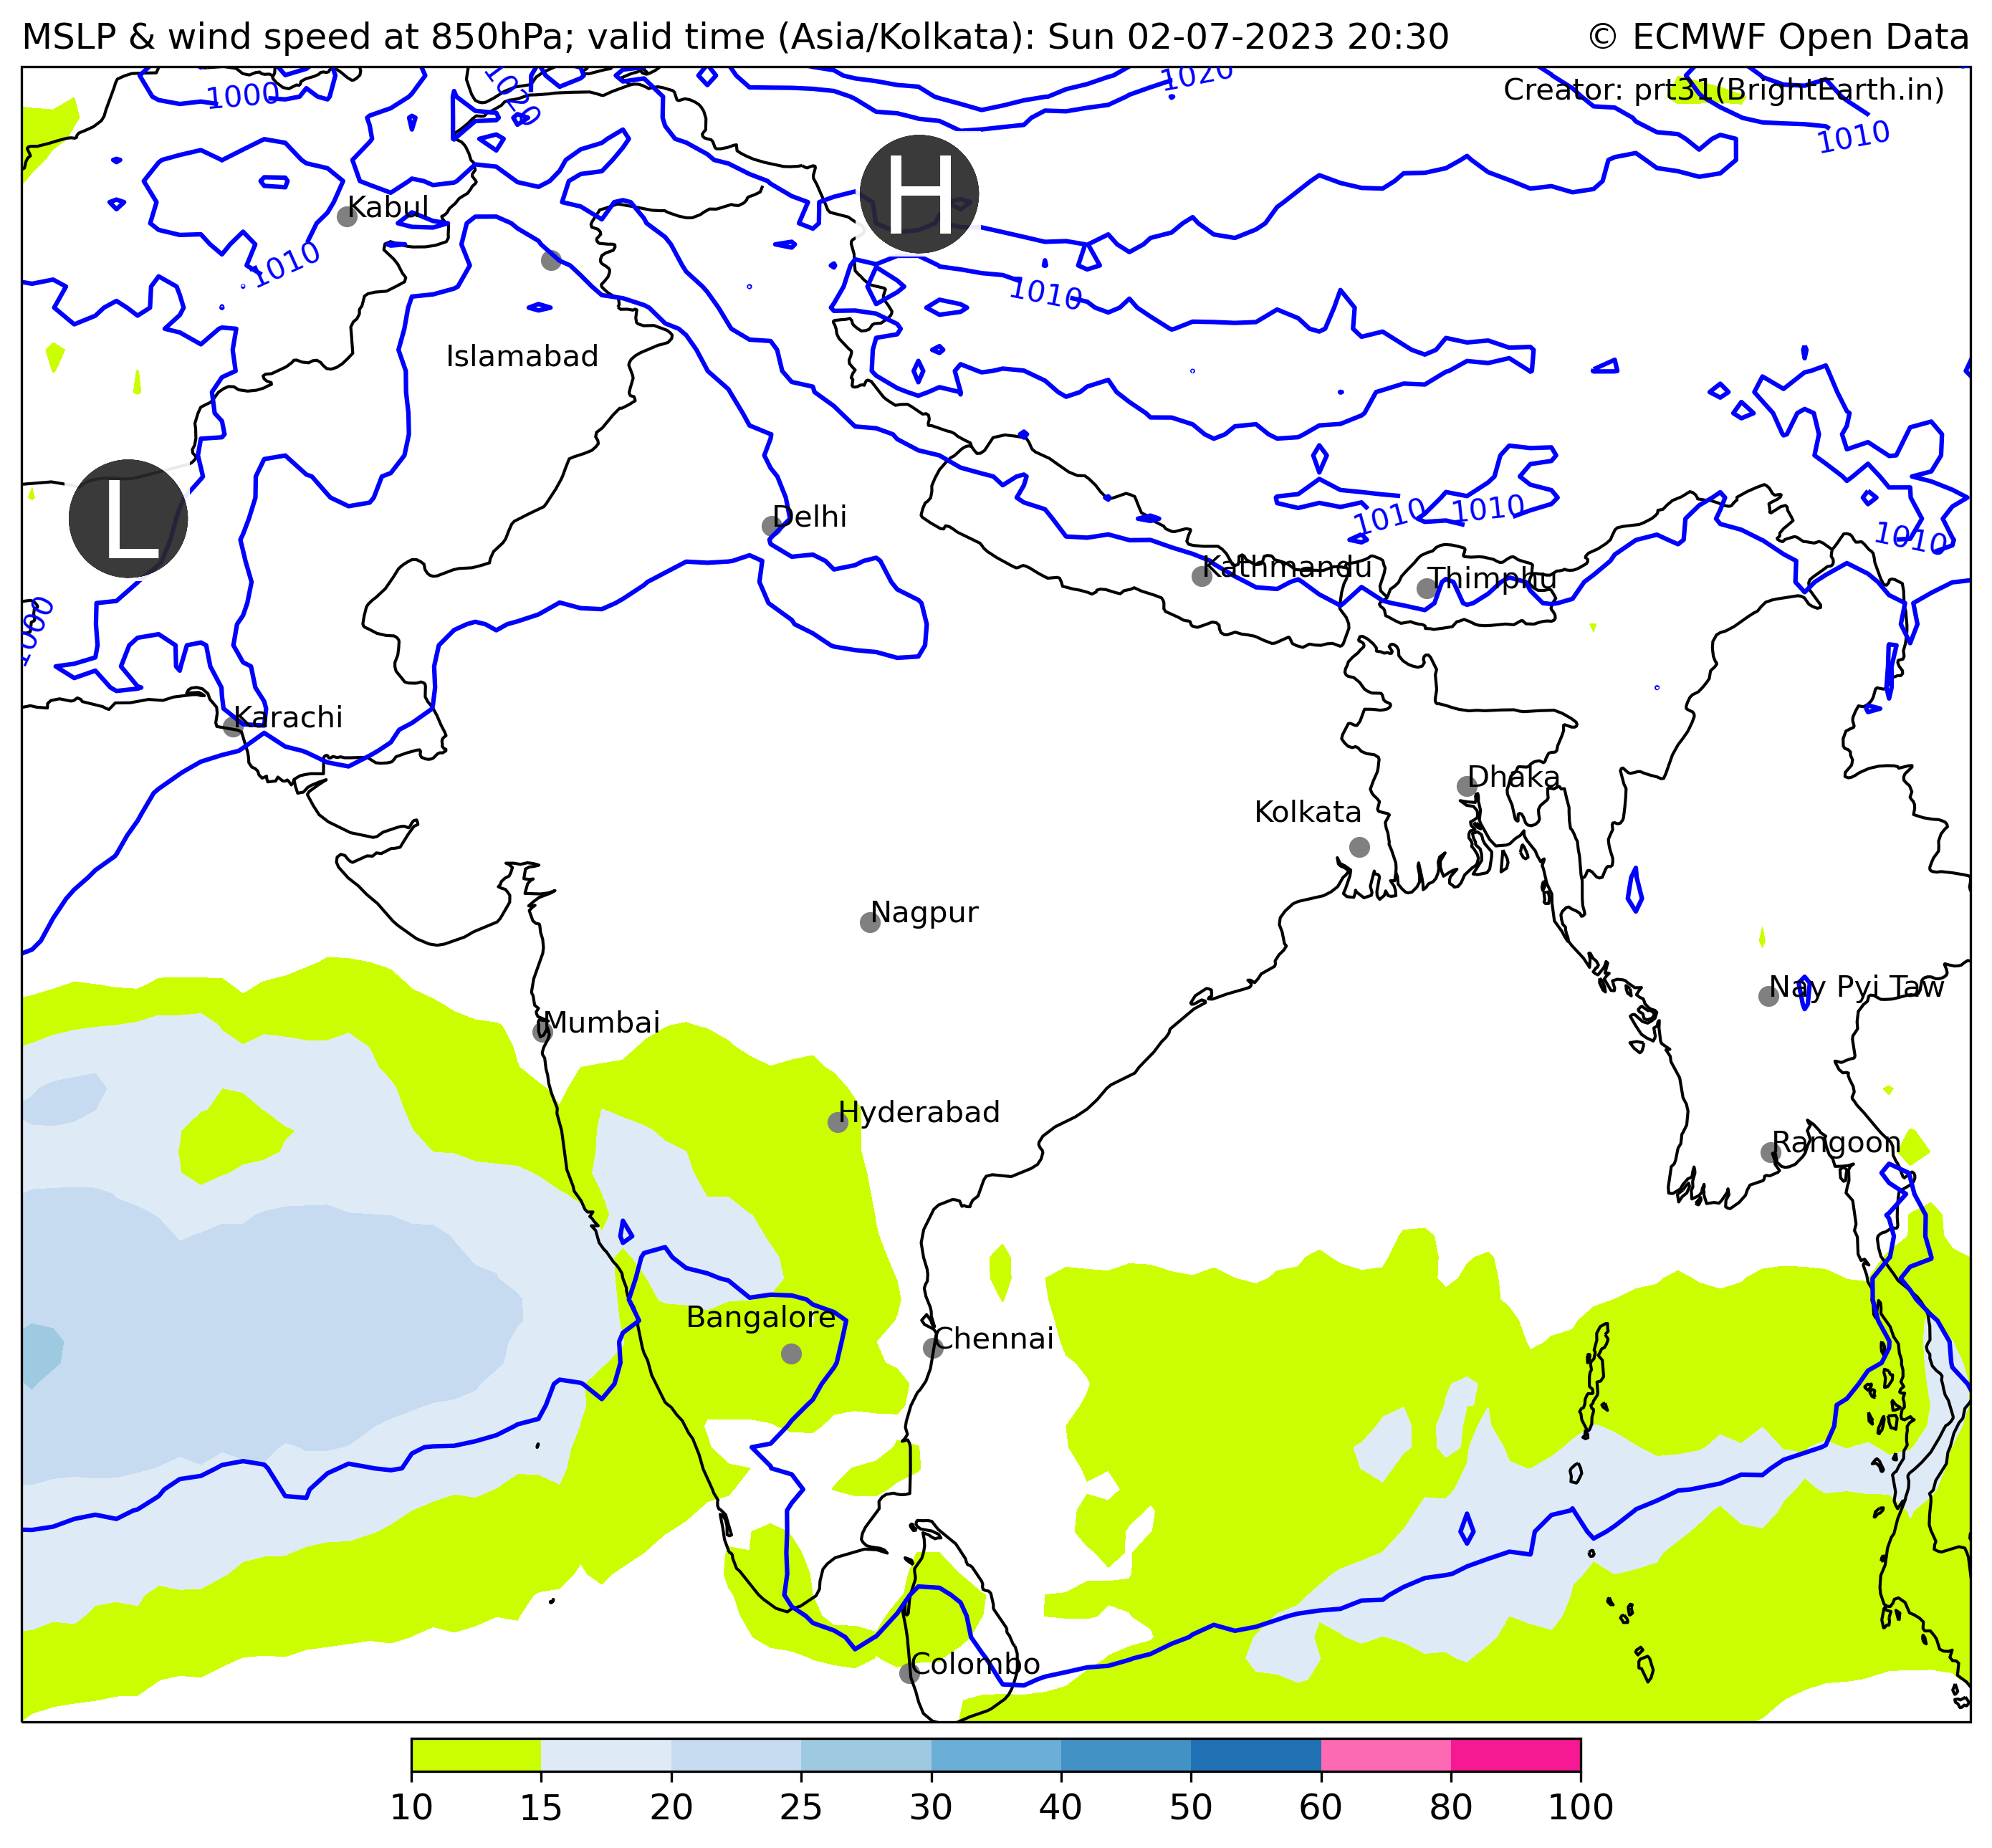 MSLP & wind speed at 850hPa; valid time (Asia/Kolkata): Sun 02-07-2023 20:30
© ECMWF Open Data
Creator: prt31(BrightEarth.in)
1000
1020
1020
1010
H
Kabul
1010
1010
Islamabad
L
Delhi
1010
1010
1010
Kathmandu
Thimphu
1000
Karachi
Dhaka
Kolkata
Nagpur
Nay Pyi Taw
Mumbai
Hyderabad
Rangoon
Bangalore
Chennai
Colombo
10 15 20 25 30 40 50 60 80 100